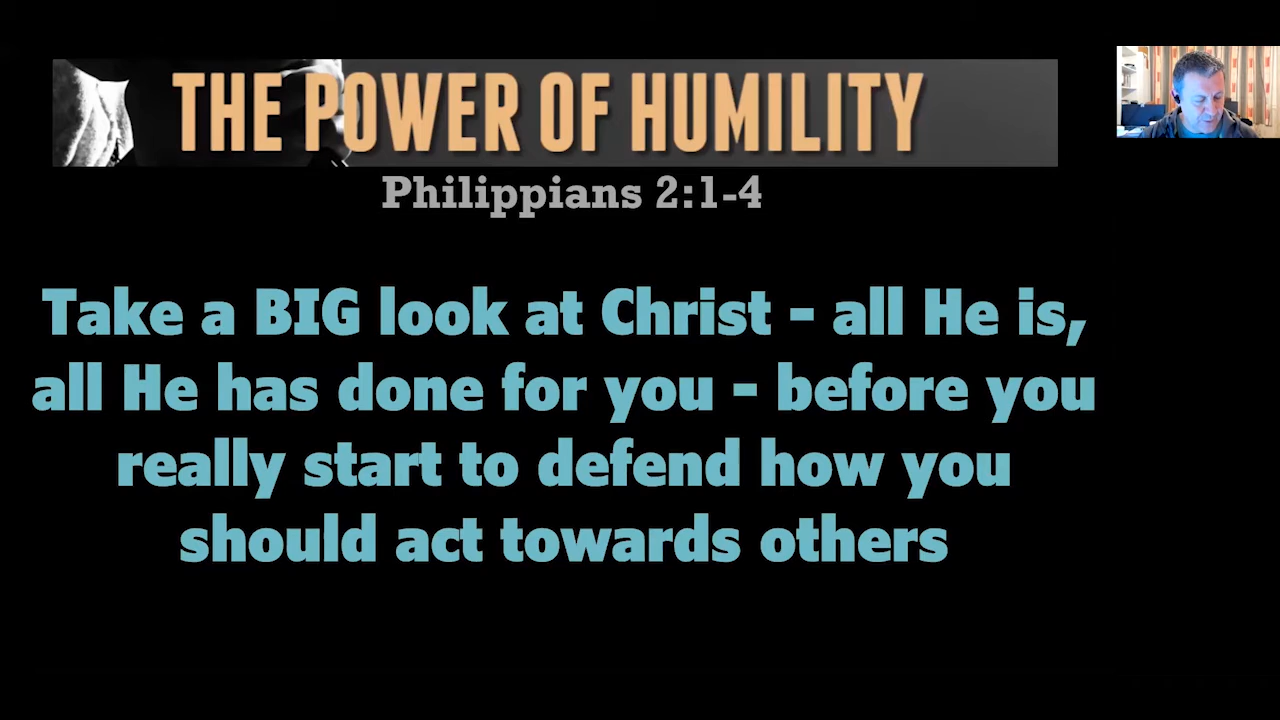 THE POWER OF HUMILITY
Philippians 2:1-4
Take a BIG look at Christ - all He is,
all He has done for you - before you
really start to defend how you
should act towards others